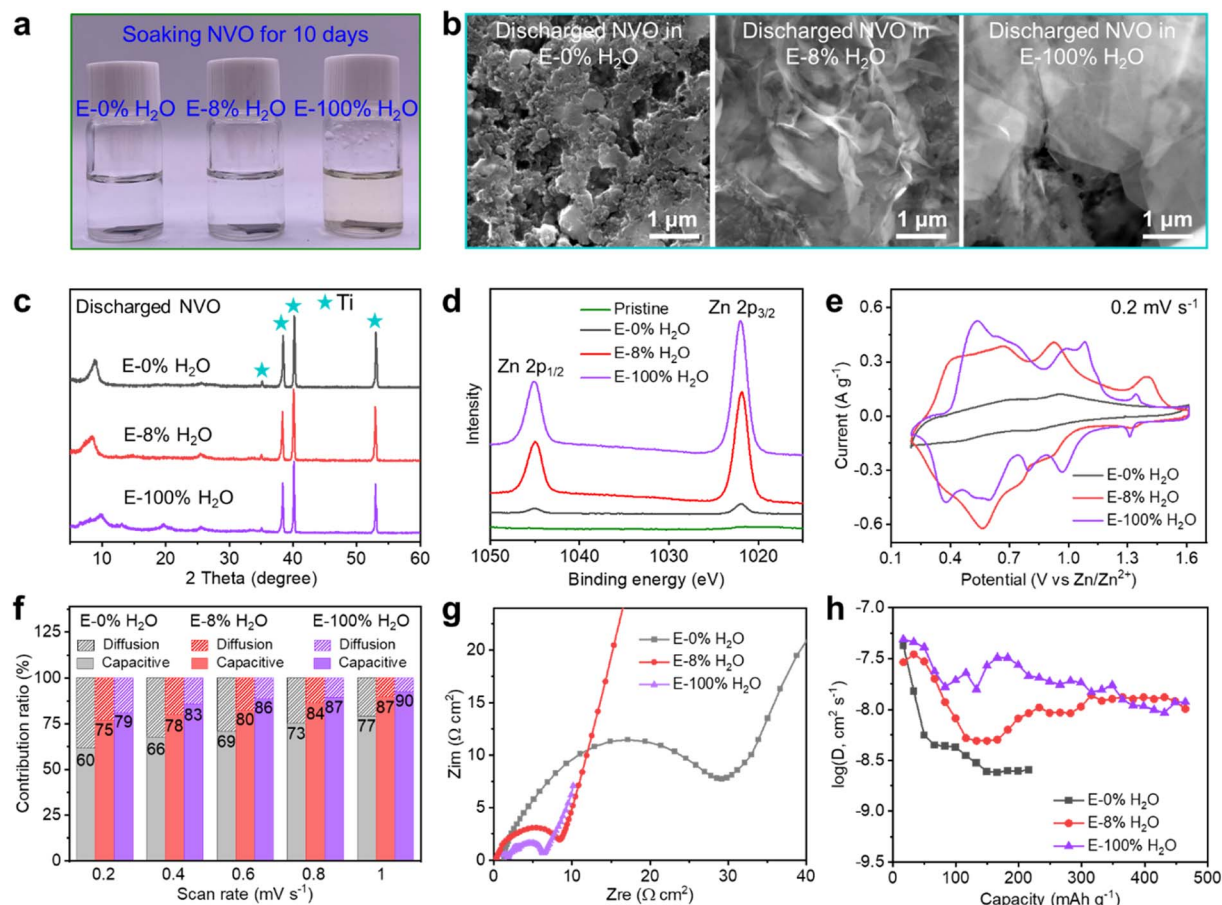 a
Soaking NVO for 10 days
E-0% H₂O E-8% H₂O E-100% H₂O
b
Discharged NVO in
E-0% H₂O
1 µm
Discharged NVO in
E-8% H₂O
1 µm
Discharged NVO in
E-100% H₂O
1 µm
c
Discharged NVO
★ Ti
E-0% H₂O
E-8% H₂O
E-100% H₂O
10 20 30 40 50 60
2 Theta (degree)
d
Pristine
E-0% H₂O
E-8% H₂O
E-100% H₂O
Zn 2p₃/₂
Zn 2p₁/₂
Intensity
1050 1040 1030 1020
Binding energy (eV)
e
0.2 mV s⁻¹
Current (A g⁻¹)
0.6
0.3
0.0
-0.3
-0.6
E-0% H₂O
E-8% H₂O
E-100% H₂O
0.1 0.4 0.7 1.0 1.3 1.6
Potential (V vs Zn/Zn²⁺)
f
Contribution ratio (%)
125
100
75
50
25
0
E-0% H₂O E-8% H₂O E-100% H₂O
Diffusion Diffusion Diffusion
Capacitive Capacitive Capacitive
60 75 79 66 78 83 69 80 86 73 84 87 77 87 90
0.2 0.4 0.6 0.8 1
Scan rate (mV s⁻¹)
g
Zim (Ω cm²)
20
15
10
5
0
E-0% H₂O
E-8% H₂O
E-100% H₂O
0 10 20 30 40
Zre (Ω cm²)
h
log(D, cm² s⁻¹)
-7.0
-7.5
-8.0
-8.5
-9.0
-9.5
E-0% H₂O
E-8% H₂O
E-100% H₂O
0 100 200 300 400 500
Capacity (mAh g⁻¹)